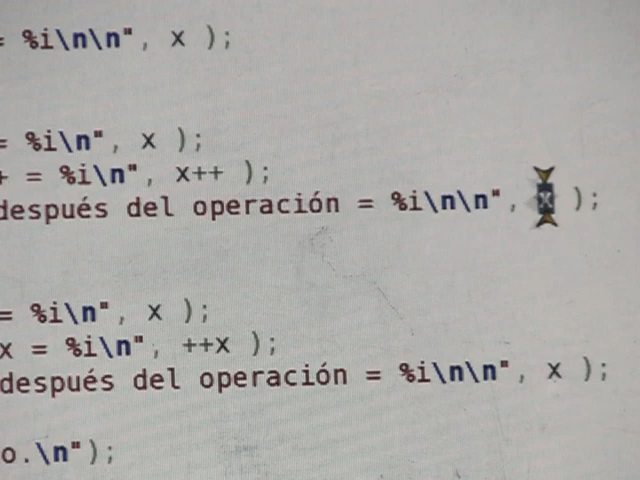 = %i\n\n", x );
= %i\n", x );
+ = %i\n", x++ );
después del operación = %i\n\n", x );
= %i\n", x );
x = %i\n", ++x );
después del operación = %i\n\n", x );
o.\n");